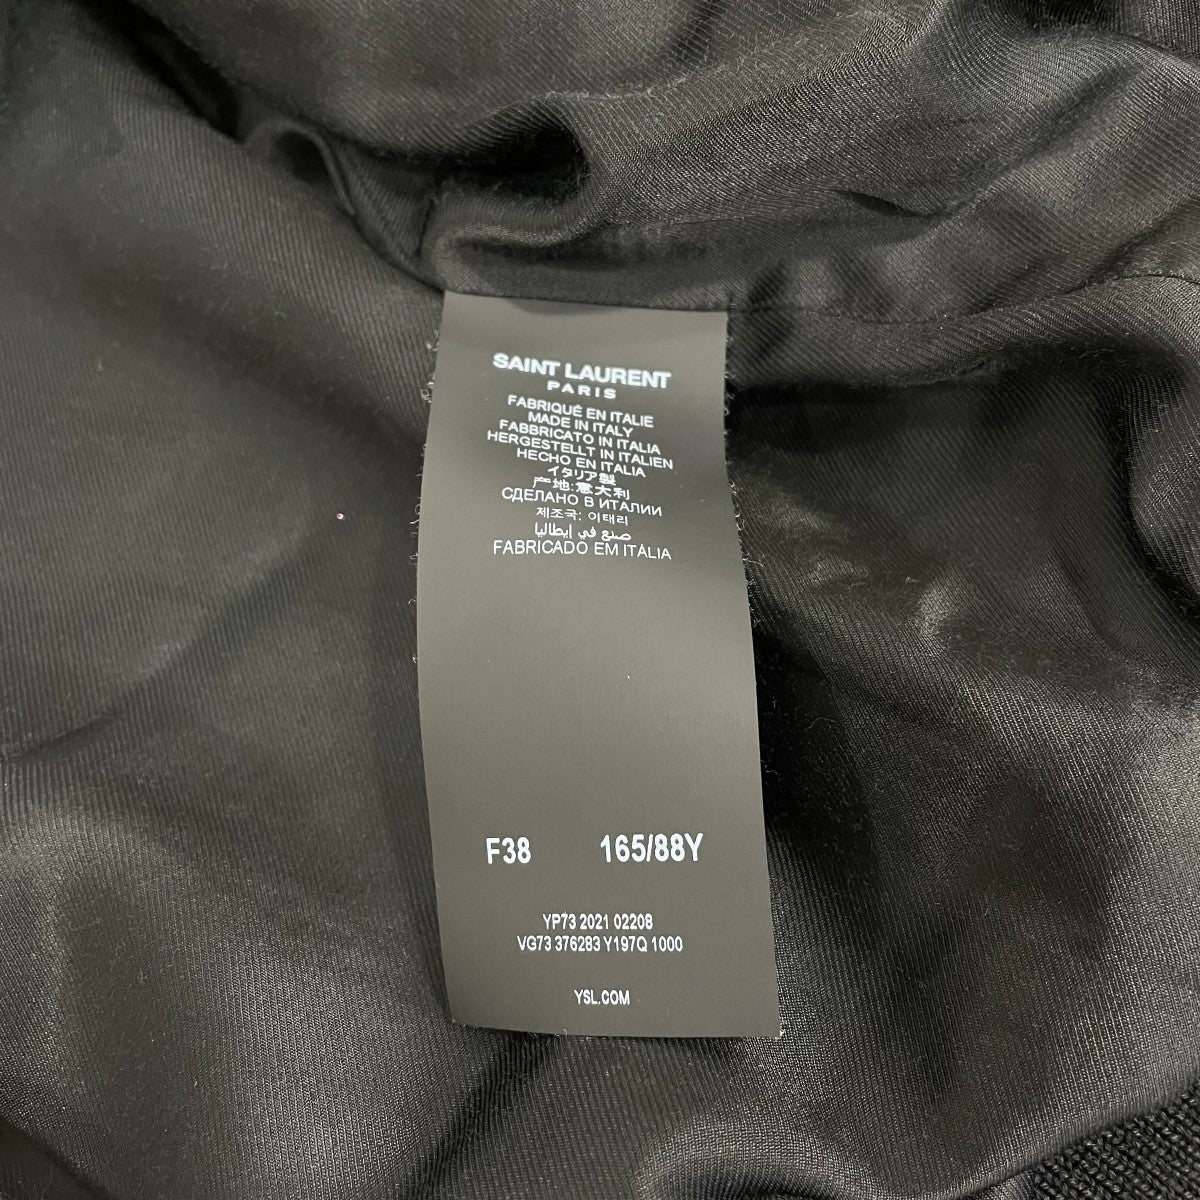 SAINT LAURENT
PARIS
FABRIQUÉ EN ITALIE
MADE IN ITALY
FABBRICATO IN ITALIA
HERGESTELLT IN ITALIEN
HECHO EN ITALIA
イタリア製
产地:意大利
СДЕЛАНО В ИТАЛИИ
제조국: 이태리
صنع في إيطاليا
FABRICADO EM ITÁLIA
F38 165/88Y
YP73 2021 02208
VG73 376283 Y197Q 1000
YSL.COM